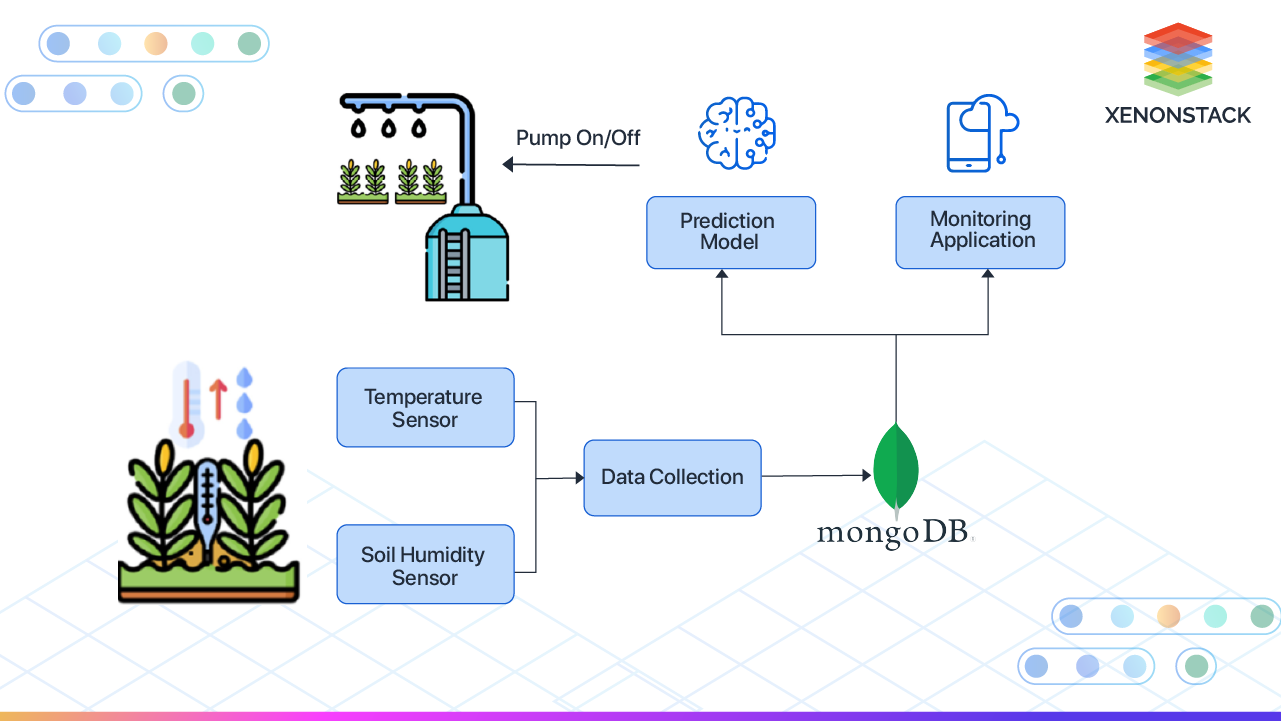 XENONSTACK
Pump On/Off
Prediction
Model
Monitoring
Application
Temperature
Sensor
Data Collection
Soil Humidity
Sensor
mongoDB